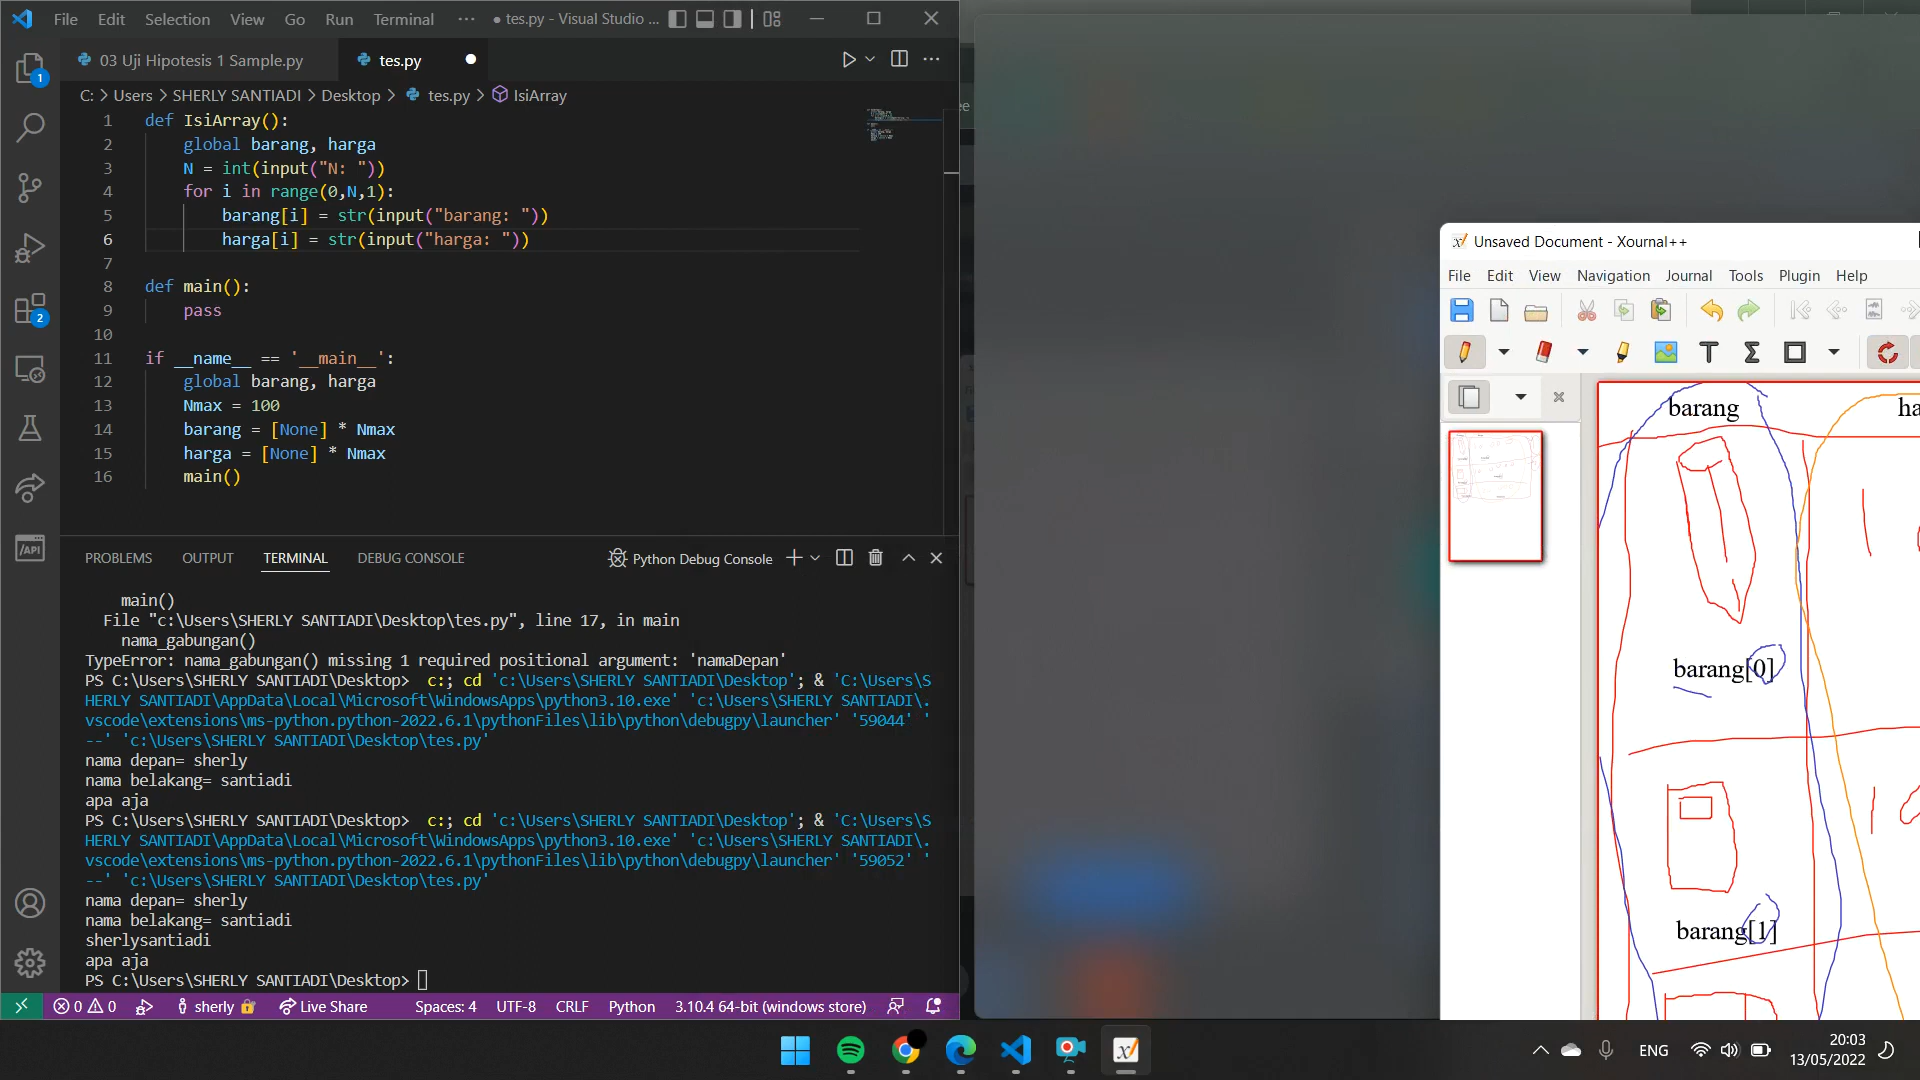 File Edit Selection View Go Run Terminal ··· ● tes.py - Visual Studio ...
03 Uji Hipotesis 1 Sample.py tes.py ●
C: > Users > SHERLY SANTIADI > Desktop > tes.py > IsiArray
1 def IsiArray():
2 global barang, harga
3 N = int(input("N: "))
4 for i in range(0,N,1):
5 barang[i] = str(input("barang: "))
6 harga[i] = str(input("harga: "))
7
8 def main():
9 pass
10
11 if __name__ == '__main__':
12 global barang, harga
13 Nmax = 100
14 barang = [None] * Nmax
15 harga = [None] * Nmax
16 main()
PROBLEMS OUTPUT TERMINAL DEBUG CONSOLE Python Debug Console
main()
File "c:\Users\SHERLY SANTIADI\Desktop\tes.py", line 17, in main
nama_gabungan()
TypeError: nama_gabungan() missing 1 required positional argument: 'namaDepan'
PS C:\Users\SHERLY SANTIADI\Desktop> c:; cd 'c:\Users\SHERLY SANTIADI\Desktop'; & 'C:\Users\S
HERLY SANTIADI\AppData\Local\Microsoft\WindowsApps\python3.10.exe' 'c:\Users\SHERLY SANTIADI\.
vscode\extensions\ms-python.python-2022.6.1\pythonFiles\lib\python\debugpy\launcher' '59044' '
--' 'c:\Users\SHERLY SANTIADI\Desktop\tes.py'
nama depan= sherly
nama belakang= santiadi
apa aja
PS C:\Users\SHERLY SANTIADI\Desktop> c:; cd 'c:\Users\SHERLY SANTIADI\Desktop'; & 'C:\Users\S
HERLY SANTIADI\AppData\Local\Microsoft\WindowsApps\python3.10.exe' 'c:\Users\SHERLY SANTIADI\.
vscode\extensions\ms-python.python-2022.6.1\pythonFiles\lib\python\debugpy\launcher' '59052' '
--' 'c:\Users\SHERLY SANTIADI\Desktop\tes.py'
nama depan= sherly
nama belakang= santiadi
sherlysantiadi
apa aja
PS C:\Users\SHERLY SANTIADI\Desktop>
0 0 sherly Live Share Spaces: 4 UTF-8 CRLF Python 3.10.4 64-bit (windows store)
1
2
/API
ee
Unsaved Document - Xournal++
File Edit View Navigation Journal Tools Plugin Help
T Σ
barang ha
barang[0]
barang[1]
ENG
20:03
13/05/2022